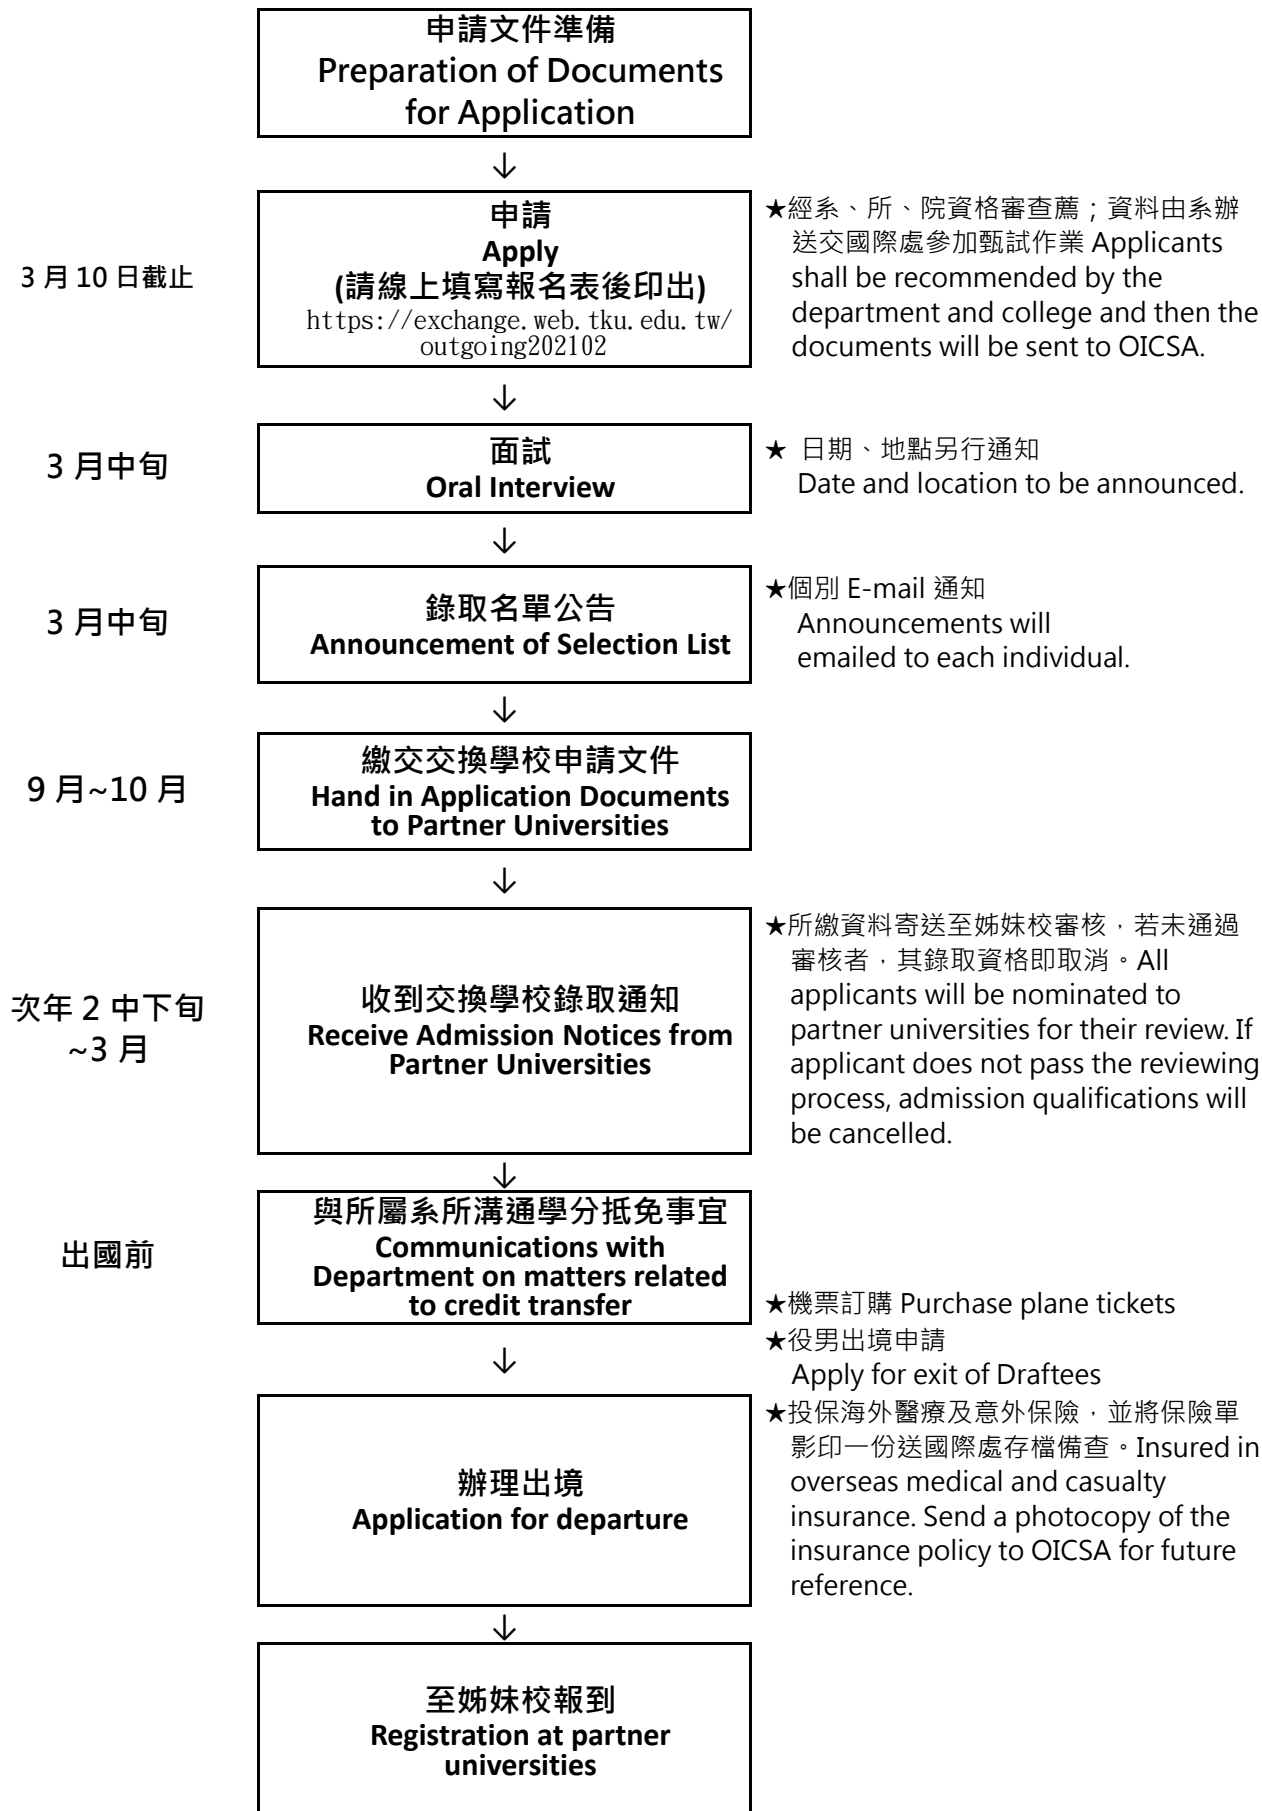 申請文件準備
Preparation of Documents
for Application
↓
3 月 10 日截止
申請
Apply
(請線上填寫報名表後印出)
https://exchange.web.tku.edu.tw/
outgoing202102
★經系、所、院資格審查薦；資料由系辦
送交國際處參加甄試作業 Applicants
shall be recommended by the
department and college and then the
documents will be sent to OICSA.
↓
3 月中旬
面試
Oral Interview
★ 日期、地點另行通知
Date and location to be announced.
↓
3 月中旬
錄取名單公告
Announcement of Selection List
★個別 E-mail 通知
Announcements will
emailed to each individual.
↓
9 月~10 月
繳交交換學校申請文件
Hand in Application Documents
to Partner Universities
↓
次年 2 中下旬
~3 月
收到交換學校錄取通知
Receive Admission Notices from
Partner Universities
★所繳資料寄送至姊妹校審核，若未通過
審核者，其錄取資格即取消。All
applicants will be nominated to
partner universities for their review. If
applicant does not pass the reviewing
process, admission qualifications will
be cancelled.
↓
出國前
與所屬系所溝通學分抵免事宜
Communications with
Department on matters related
to credit transfer
↓
辦理出境
Application for departure
★機票訂購 Purchase plane tickets
★役男出境申請
Apply for exit of Draftees
★投保海外醫療及意外保險，並將保險單
影印一份送國際處存檔備查。Insured in
overseas medical and casualty
insurance. Send a photocopy of the
insurance policy to OICSA for future
reference.
↓
至姊妹校報到
Registration at partner
universities